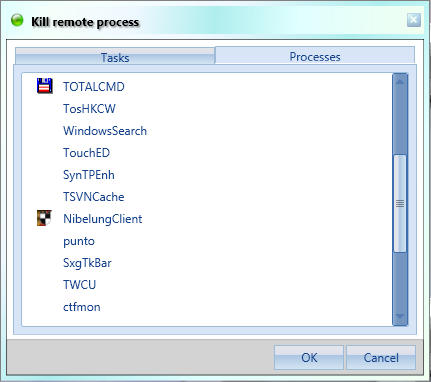 Kill remote process
Tasks
Processes
TOTALCMD
TosHKCW
WindowsSearch
TouchED
SynTPEnh
TSVNCache
NibelungClient
punto
SxgTkBar
TWCU
ctfmon
OK
Cancel